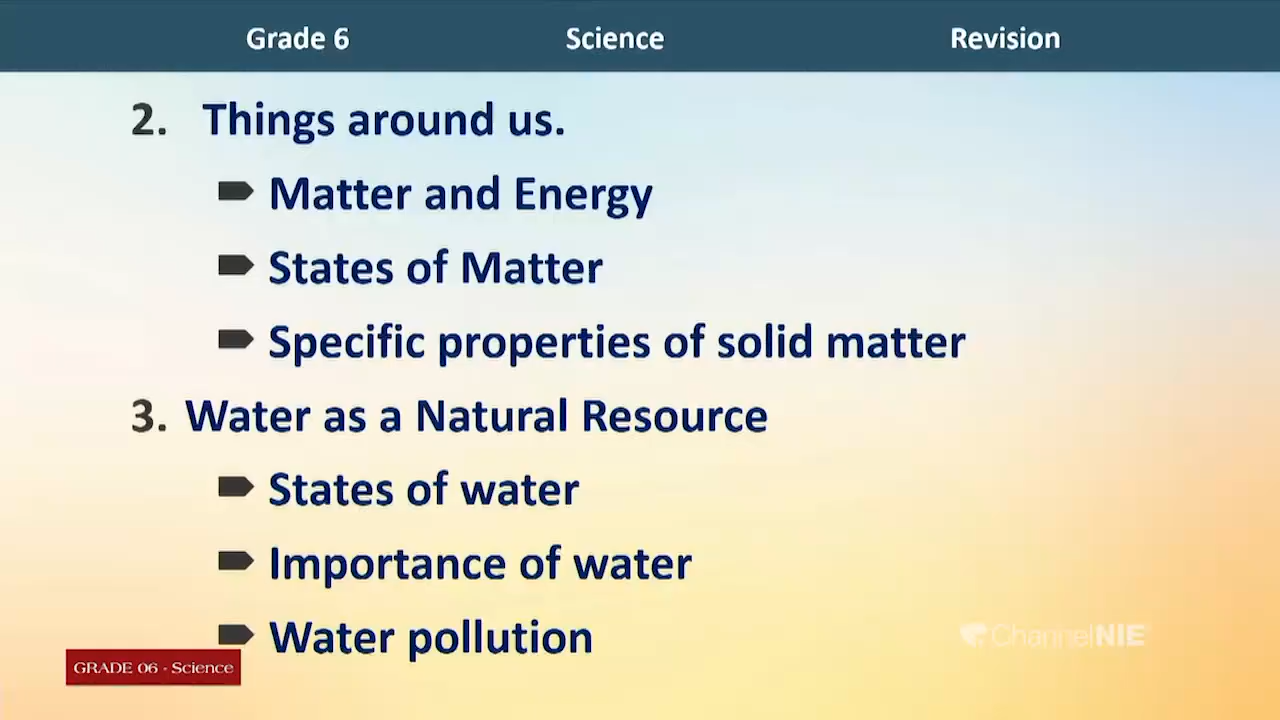 Grade 6 Science Revision
2. Things around us.
Matter and Energy
States of Matter
Specific properties of solid matter
3. Water as a Natural Resource
States of water
Importance of water
Water pollution
GRADE 06 - Science
ChannelNIE